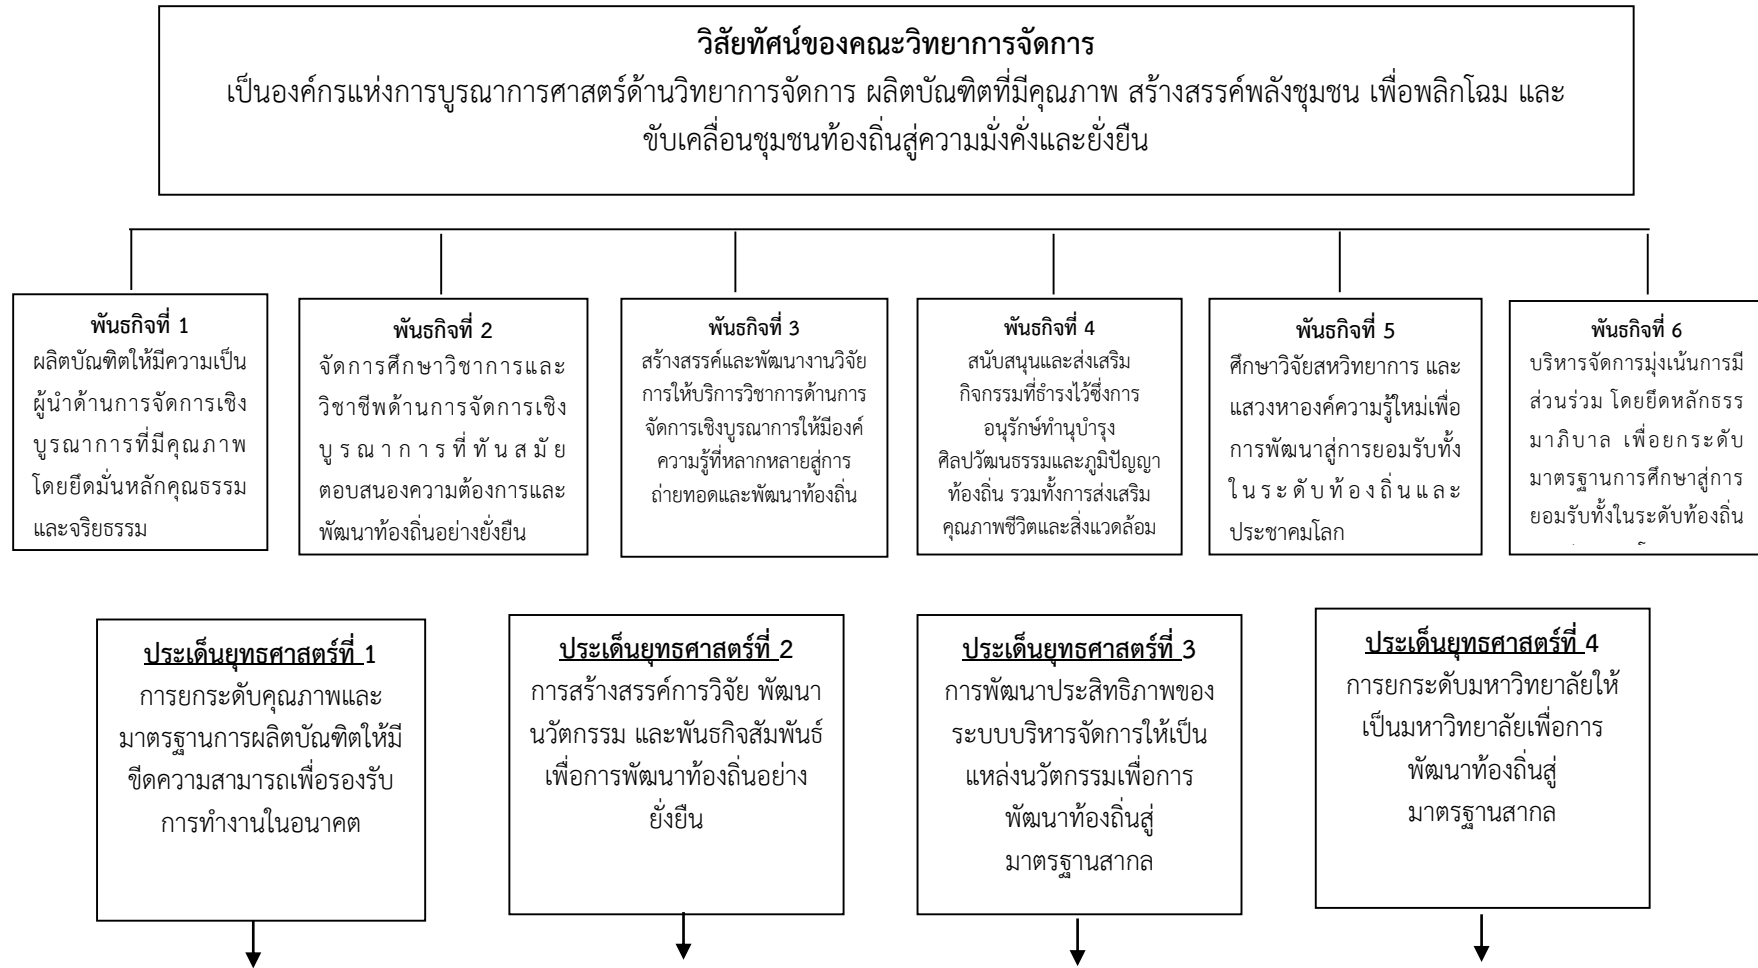 วิสัยทัศน์ของคณะวิทยาการจัดการ
เป็นองค์กรแห่งการบูรณาการศาสตร์ด้านวิทยาการจัดการ ผลิตบัณฑิตที่มีคุณภาพ สร้างสรรค์พลังชุมชน เพื่อพลิกโฉม และ
ขับเคลื่อนชุมชนท้องถิ่นสู่ความมั่งคั่งและยั่งยืน
พันธกิจที่ 1
ผลิตบัณฑิตให้มีความเป็น
ผู้นำด้านการจัดการเชิง
บูรณาการที่มีคุณภาพ
โดยยึดมั่นหลักคุณธรรม
และจริยธรรม
พันธกิจที่ 2
จัดการศึกษาวิชาการและ
วิชาชีพด้านการจัดการเชิง
บูรณาการที่ทันสมัย
ตอบสนองความต้องการและ
พัฒนาท้องถิ่นอย่างยั่งยืน
พันธกิจที่ 3
สร้างสรรค์และพัฒนางานวิจัย
การให้บริการวิชาการด้านการ
จัดการเชิงบูรณาการให้มีองค์
ความรู้ที่หลากหลายสู่การ
ถ่ายทอดและพัฒนาท้องถิ่น
พันธกิจที่ 4
สนับสนุนและส่งเสริม
กิจกรรมที่ธำรงไว้ซึ่งการ
อนุรักษ์ทำนุบำรุง
ศิลปวัฒนธรรมและภูมิปัญญา
ท้องถิ่น รวมทั้งการส่งเสริม
คุณภาพชีวิตและสิ่งแวดล้อม
พันธกิจที่ 5
ศึกษาวิจัยสหวิทยาการ และ
แสวงหาองค์ความรู้ใหม่เพื่อ
การพัฒนาสู่การยอมรับทั้ง
ในระดับท้องถิ่นและ
ประชาคมโลก
พันธกิจที่ 6
บริหารจัดการมุ่งเน้นการมี
ส่วนร่วม โดยยึดหลักธรร
มาภิบาล เพื่อยกระดับ
มาตรฐานการศึกษาสู่การ
ยอมรับทั้งในระดับท้องถิ่น
ประเด็นยุทธศาสตร์ที่ 1
การยกระดับคุณภาพและ
มาตรฐานการผลิตบัณฑิตให้มี
ขีดความสามารถเพื่อรองรับ
การทำงานในอนาคต
ประเด็นยุทธศาสตร์ที่ 2
การสร้างสรรค์การวิจัย พัฒนา
นวัตกรรม และพันธกิจสัมพันธ์
เพื่อการพัฒนาท้องถิ่นอย่าง
ยั่งยืน
ประเด็นยุทธศาสตร์ที่ 3
การพัฒนาประสิทธิภาพของ
ระบบบริหารจัดการให้เป็น
แหล่งนวัตกรรมเพื่อการ
พัฒนาท้องถิ่นสู่
มาตรฐานสากล
ประเด็นยุทธศาสตร์ที่ 4
การยกระดับมหาวิทยาลัยให้
เป็นมหาวิทยาลัยเพื่อการ
พัฒนาท้องถิ่นสู่
มาตรฐานสากล